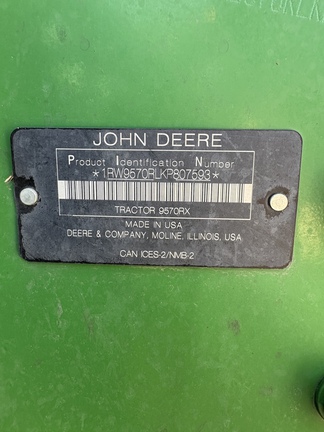 JOHN DEERE
Product Identification Number
*1RW9570RLKP807593*
TRACTOR 9570RX
MADE IN USA
DEERE & COMPANY, MOLINE, ILLINOIS, USA
CAN ICES-2/NMB-2